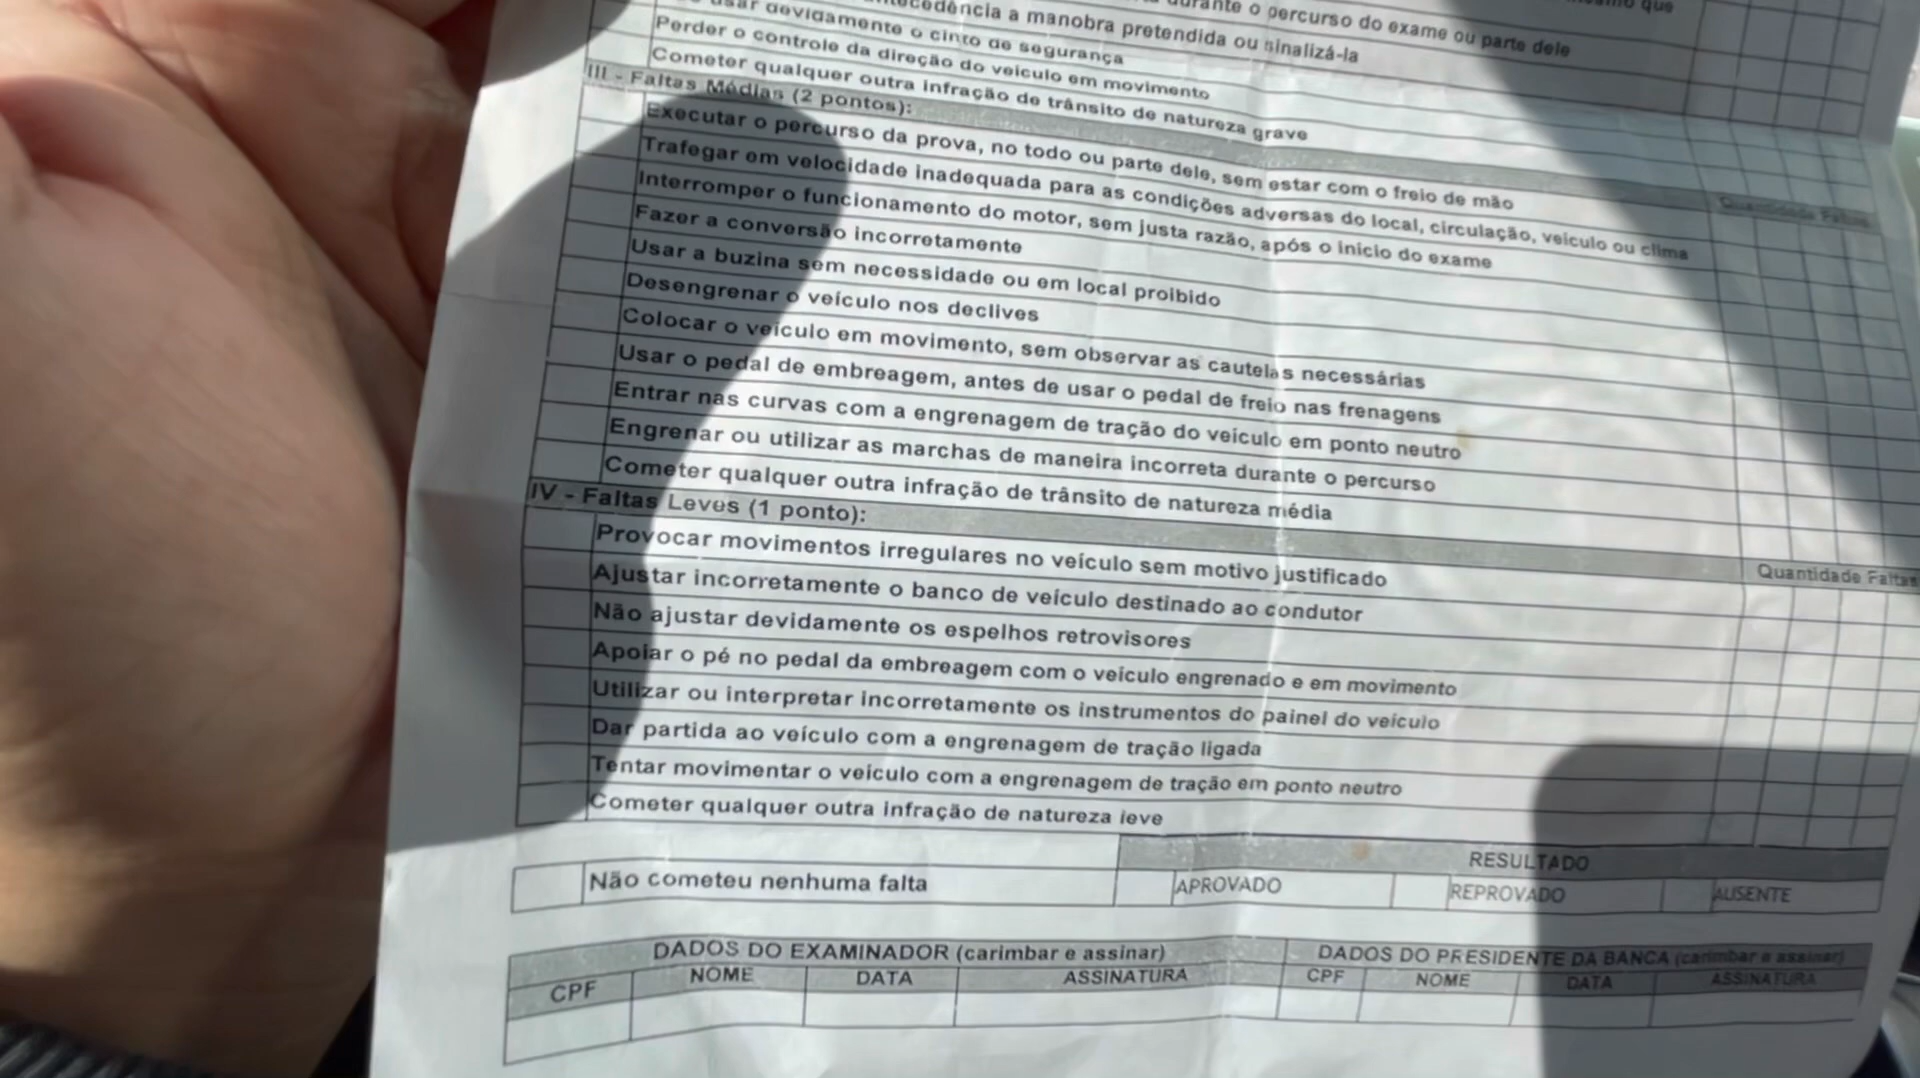 mo que
durante o percurso do exame ou parte dele
antecedência a manobra pretendida ou sinalizá-la
usar devidamente o cinto de segurança
Perder o controle da direção do veículo em movimento
Cometer qualquer outra infração de trânsito de natureza grave
III - Faltas Médias (2 pontos):
Quantidade Faltas
Executar o percurso da prova, no todo ou parte dele, sem estar com o freio de mão
Trafegar em velocidade inadequada para as condições adversas do local, circulação, veículo ou clima
Interromper o funcionamento do motor, sem justa razão, após o inicio do exame
Fazer a conversão incorretamente
Usar a buzina sem necessidade ou em local proibido
Desengrenar o veículo nos declives
Colocar o veículo em movimento, sem observar as cautelas necessárias
Usar o pedal de embreagem, antes de usar o pedal de freio nas frenagens
Entrar nas curvas com a engrenagem de tração do veículo em ponto neutro
Engrenar ou utilizar as marchas de maneira incorreta durante o percurso
Cometer qualquer outra infração de trânsito de natureza média
IV - Faltas Leves (1 ponto):
Quantidade Faltas
Provocar movimentos irregulares no veículo sem motivo justificado
Ajustar incorretamente o banco de veículo destinado ao condutor
Não ajustar devidamente os espelhos retrovisores
Apoiar o pé no pedal da embreagem com o veículo engrenado e em movimento
Utilizar ou interpretar incorretamente os instrumentos do painel do veículo
Dar partida ao veículo com a engrenagem de tração ligada
Tentar movimentar o veículo com a engrenagem de tração em ponto neutro
Cometer qualquer outra infração de natureza leve
RESULTADO
Não cometeu nenhuma falta APROVADO REPROVADO AUSENTE
DADOS DO EXAMINADOR (carimbar e assinar) DADOS DO PRESIDENTE DA BANCA (carimbar e assinar)
CPF NOME DATA ASSINATURA CPF NOME DATA ASSINATURA